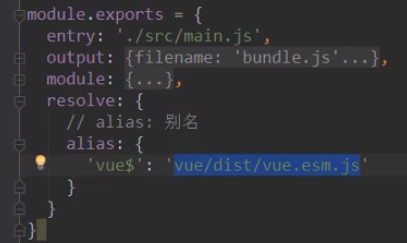 module.exports = {
entry: './src/main.js',
output: {filename: 'bundle.js'...},
module: {...},
resolve: {
// alias: 别名
alias: {
'vue$': 'vue/dist/vue.esm.js'
}
}
}